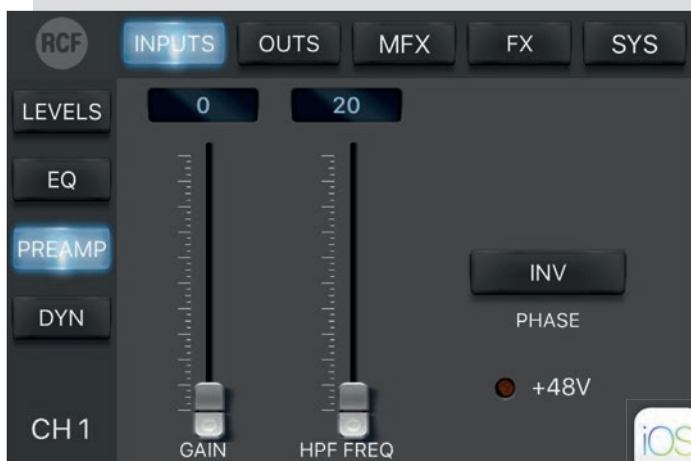 RCF INPUTS OUTS MFX FX SYS
LEVELS 0 20
EQ
PREAMP INV
DYN PHASE
+48V
CH 1 GAIN HPF FREQ iOS